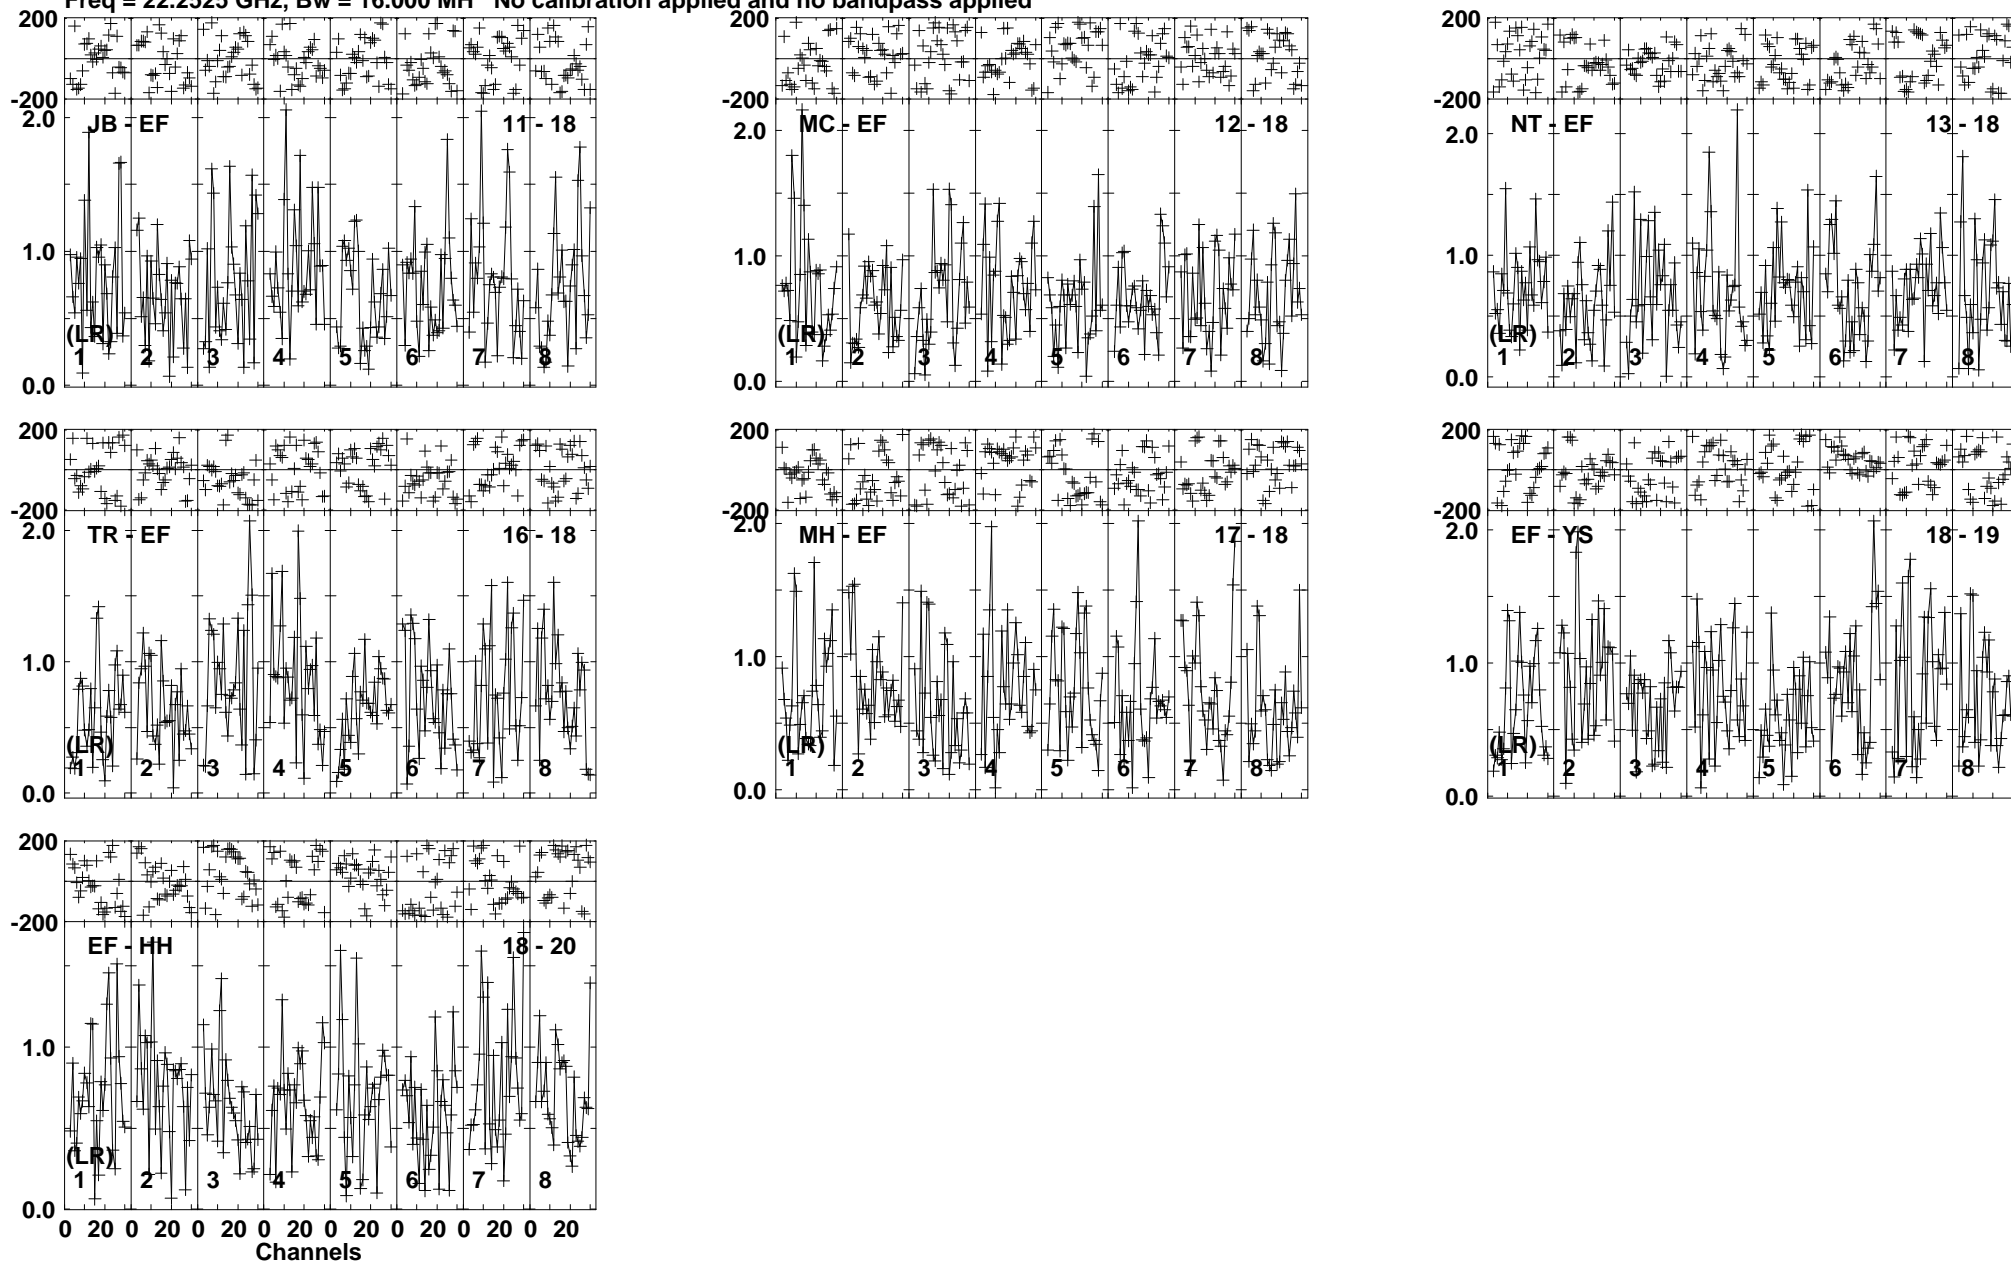 Freq = 22.2525 GHz, Bw = 16.000 MH No calibration applied and no bandpass applied
200
-200
2.0
1.0
0.0
JB - EF
11 - 18
(LR)
1 2 3 4 5 6 7 8
200
-200
2.0
1.0
0.0
MC - EF
12 - 18
(LR)
1 2 3 4 5 6 7 8
200
-200
2.0
1.0
0.0
NT - EF
13 - 18
(LR)
1 2 3 4 5 6 7 8
200
-200
2.0
1.0
0.0
TR - EF
16 - 18
(LR)
1 2 3 4 5 6 7 8
200
-200
2.0
1.0
0.0
MH - EF
17 - 18
(LR)
1 2 3 4 5 6 7 8
200
-200
2.0
1.0
0.0
EF - YS
18 - 19
(LR)
1 2 3 4 5 6 7 8
200
-200
1.0
0.0
EF - HH
18 - 20
(LR)
1 2 3 4 5 6 7 8
0 20 0 20 0 20 0 20 0 20 0 20 0 20 0 20
Channels